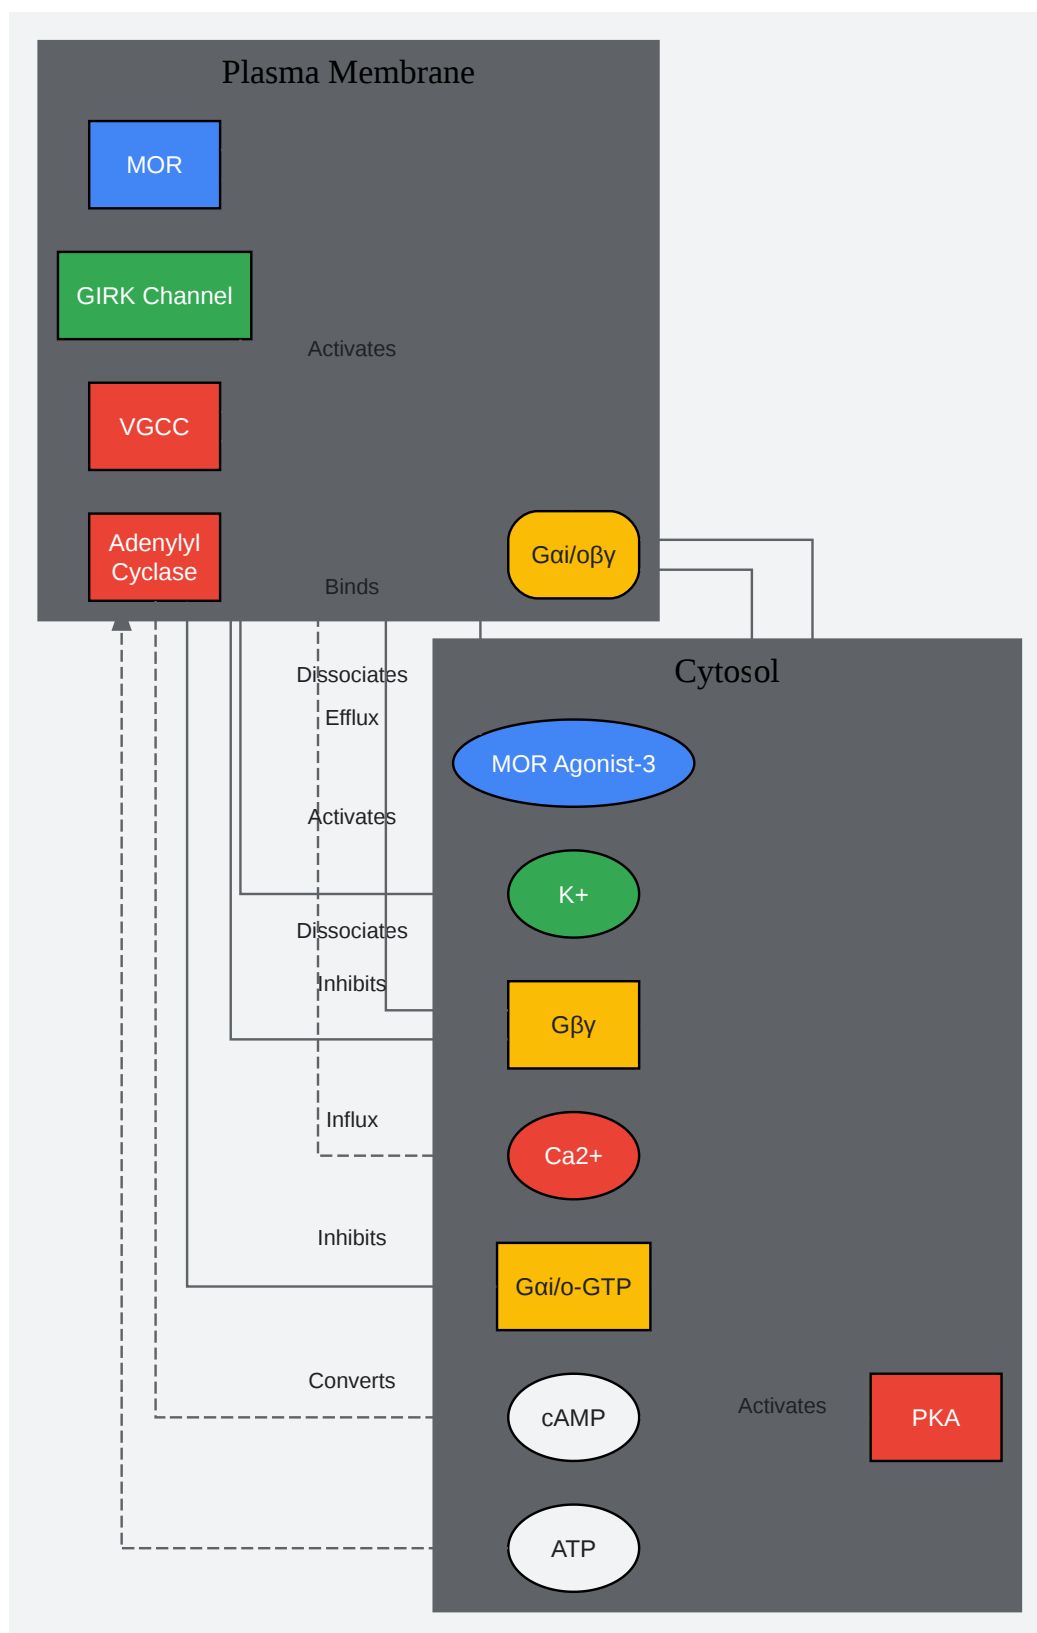 Plasma Membrane
MOR
GIRK Channel
Activates
VGCC
Adenylyl
Cyclase
Gαi/oβγ
Binds
Dissociates
Efflux
Cytosol
MOR Agonist-3
Activates
K+
Dissociates
Inhibits
Gβγ
Influx
Ca2+
Inhibits
Gαi/o-GTP
Converts
cAMP
Activates
PKA
ATP